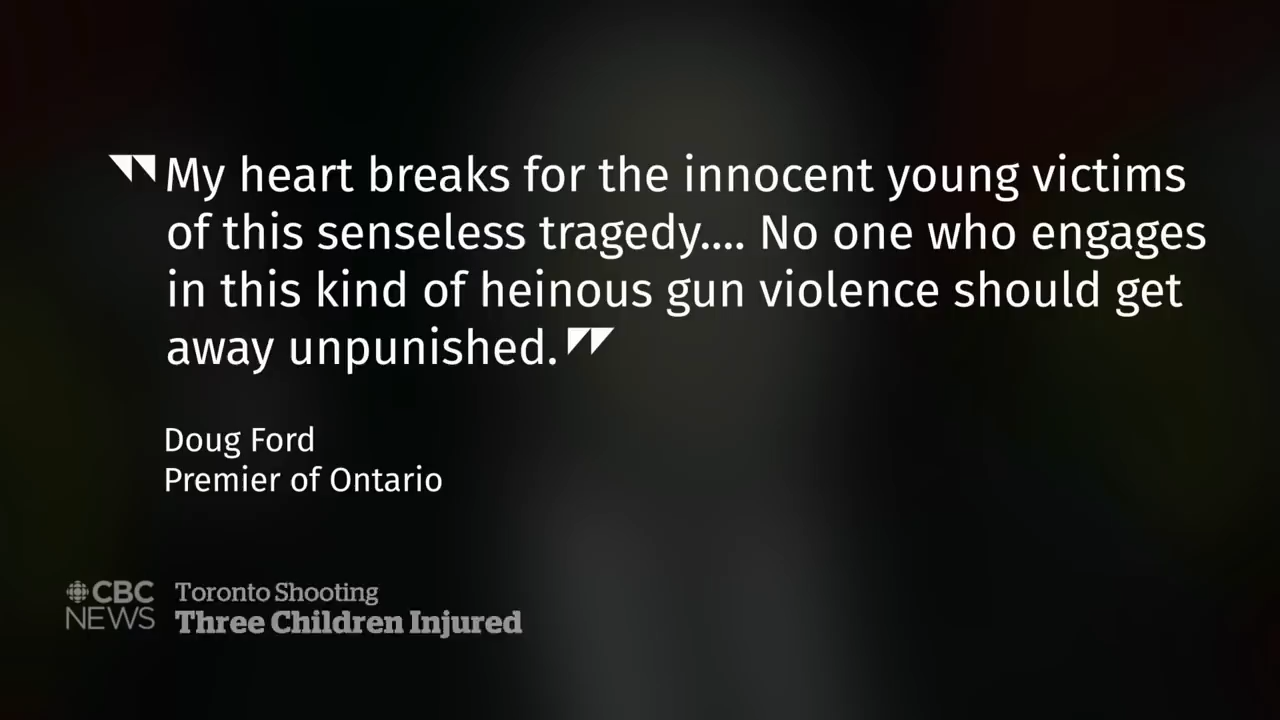 "My heart breaks for the innocent young victims
of this senseless tragedy.... No one who engages
in this kind of heinous gun violence should get
away unpunished."
Doug Ford
Premier of Ontario
CBC
NEWS
Toronto Shooting
Three Children Injured